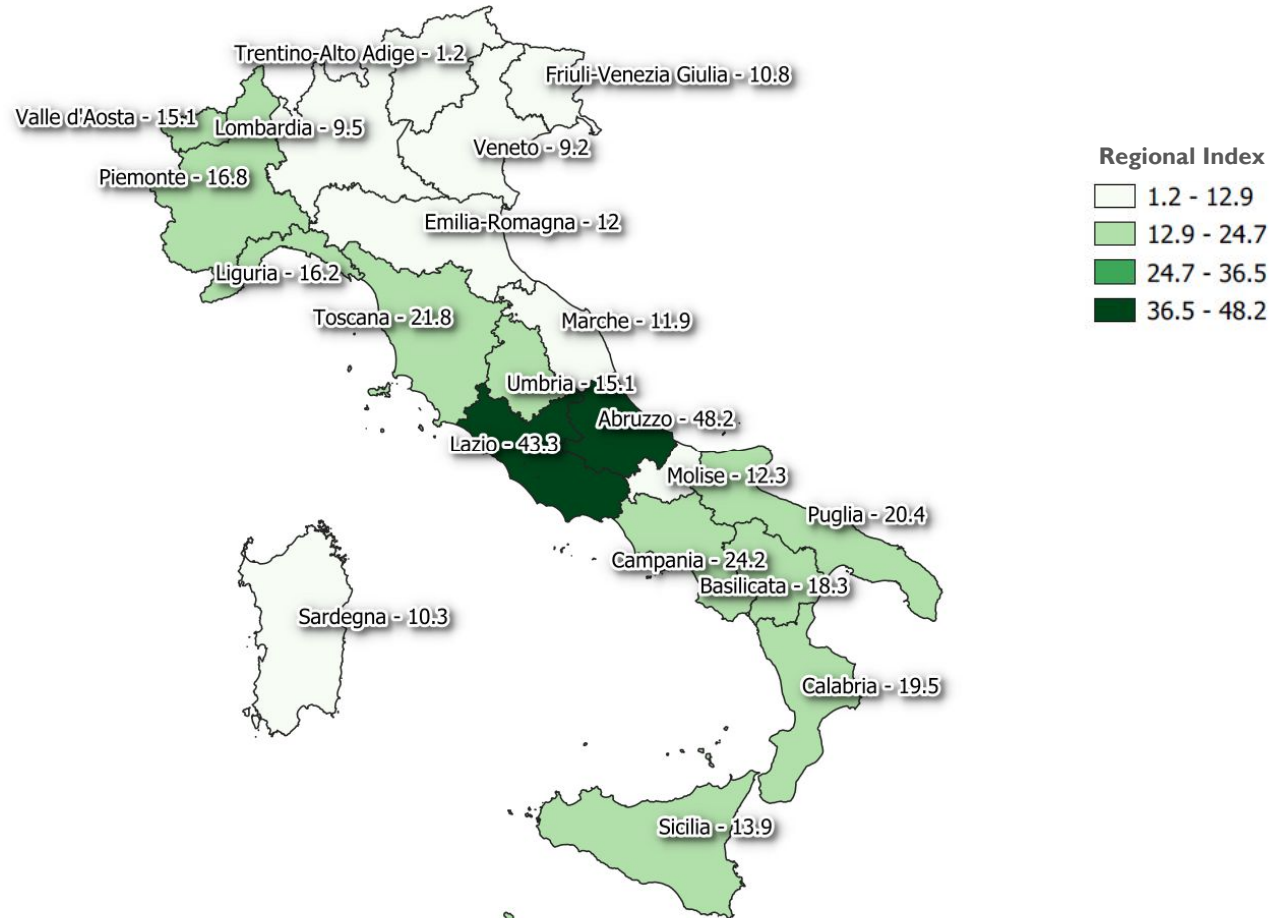 Trentino-Alto Adige - 1.2
Friuli-Venezia Giulia - 10.8
Valle d'Aosta - 15.1
Lombardia - 9.5
Veneto - 9.2
Piemonte - 16.8
Emilia-Romagna - 12
Liguria - 16.2
Toscana - 21.8
Marche - 11.9
Umbria - 15.1
Abruzzo - 48.2
Lazio - 43.3
Molise - 12.3
Puglia - 20.4
Campania - 24.2
Basilicata - 18.3
Sardegna - 10.3
Calabria - 19.5
Sicilia - 13.9
Regional Index
1.2 - 12.9
12.9 - 24.7
24.7 - 36.5
36.5 - 48.2